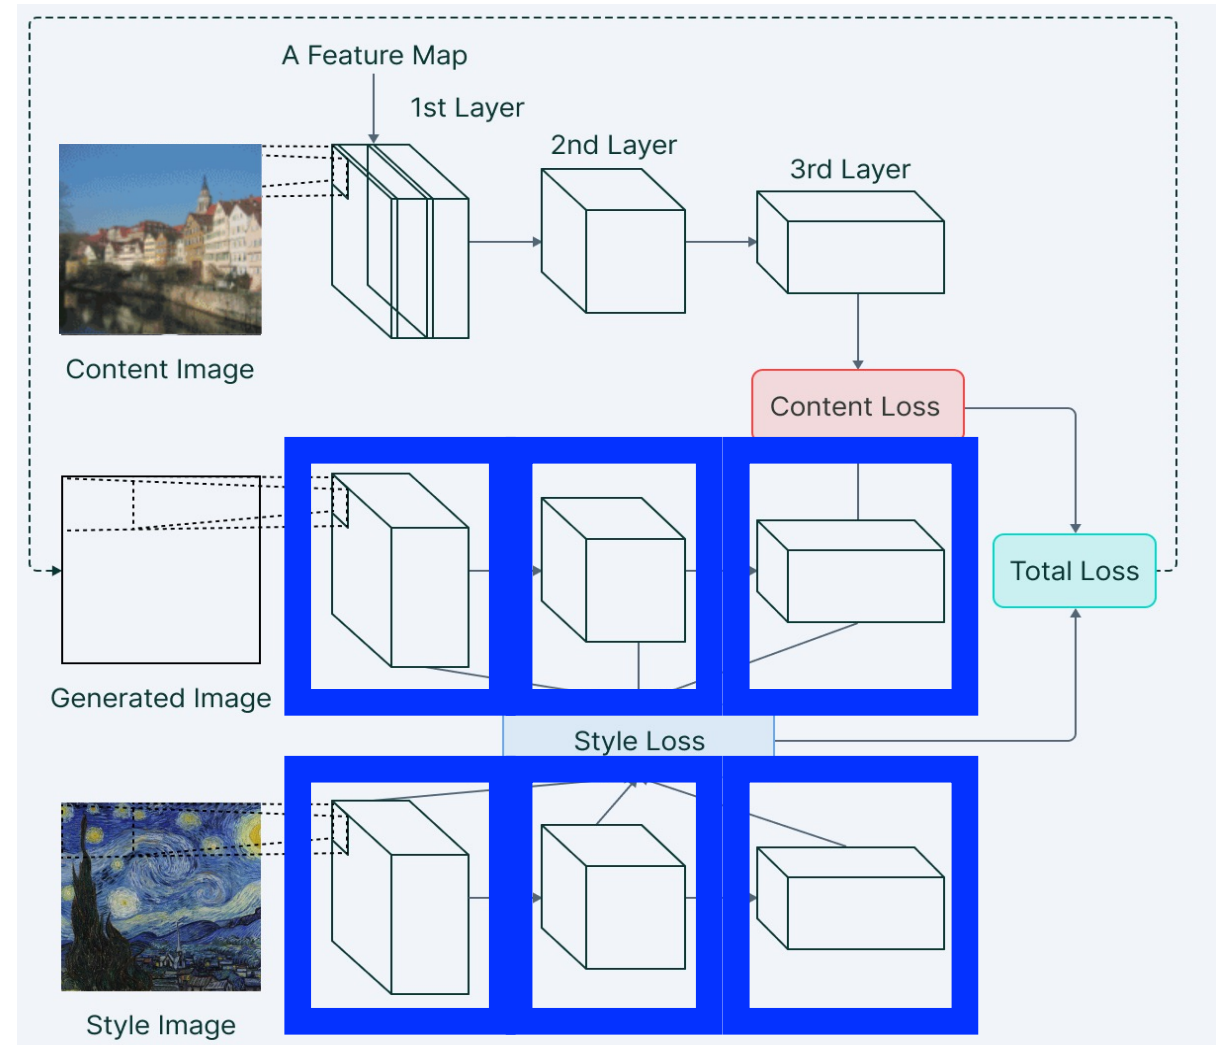 A Feature Map
1st Layer
2nd Layer
3rd Layer
Content Image
Content Loss
Total Loss
Generated Image
Style Loss
Style Image